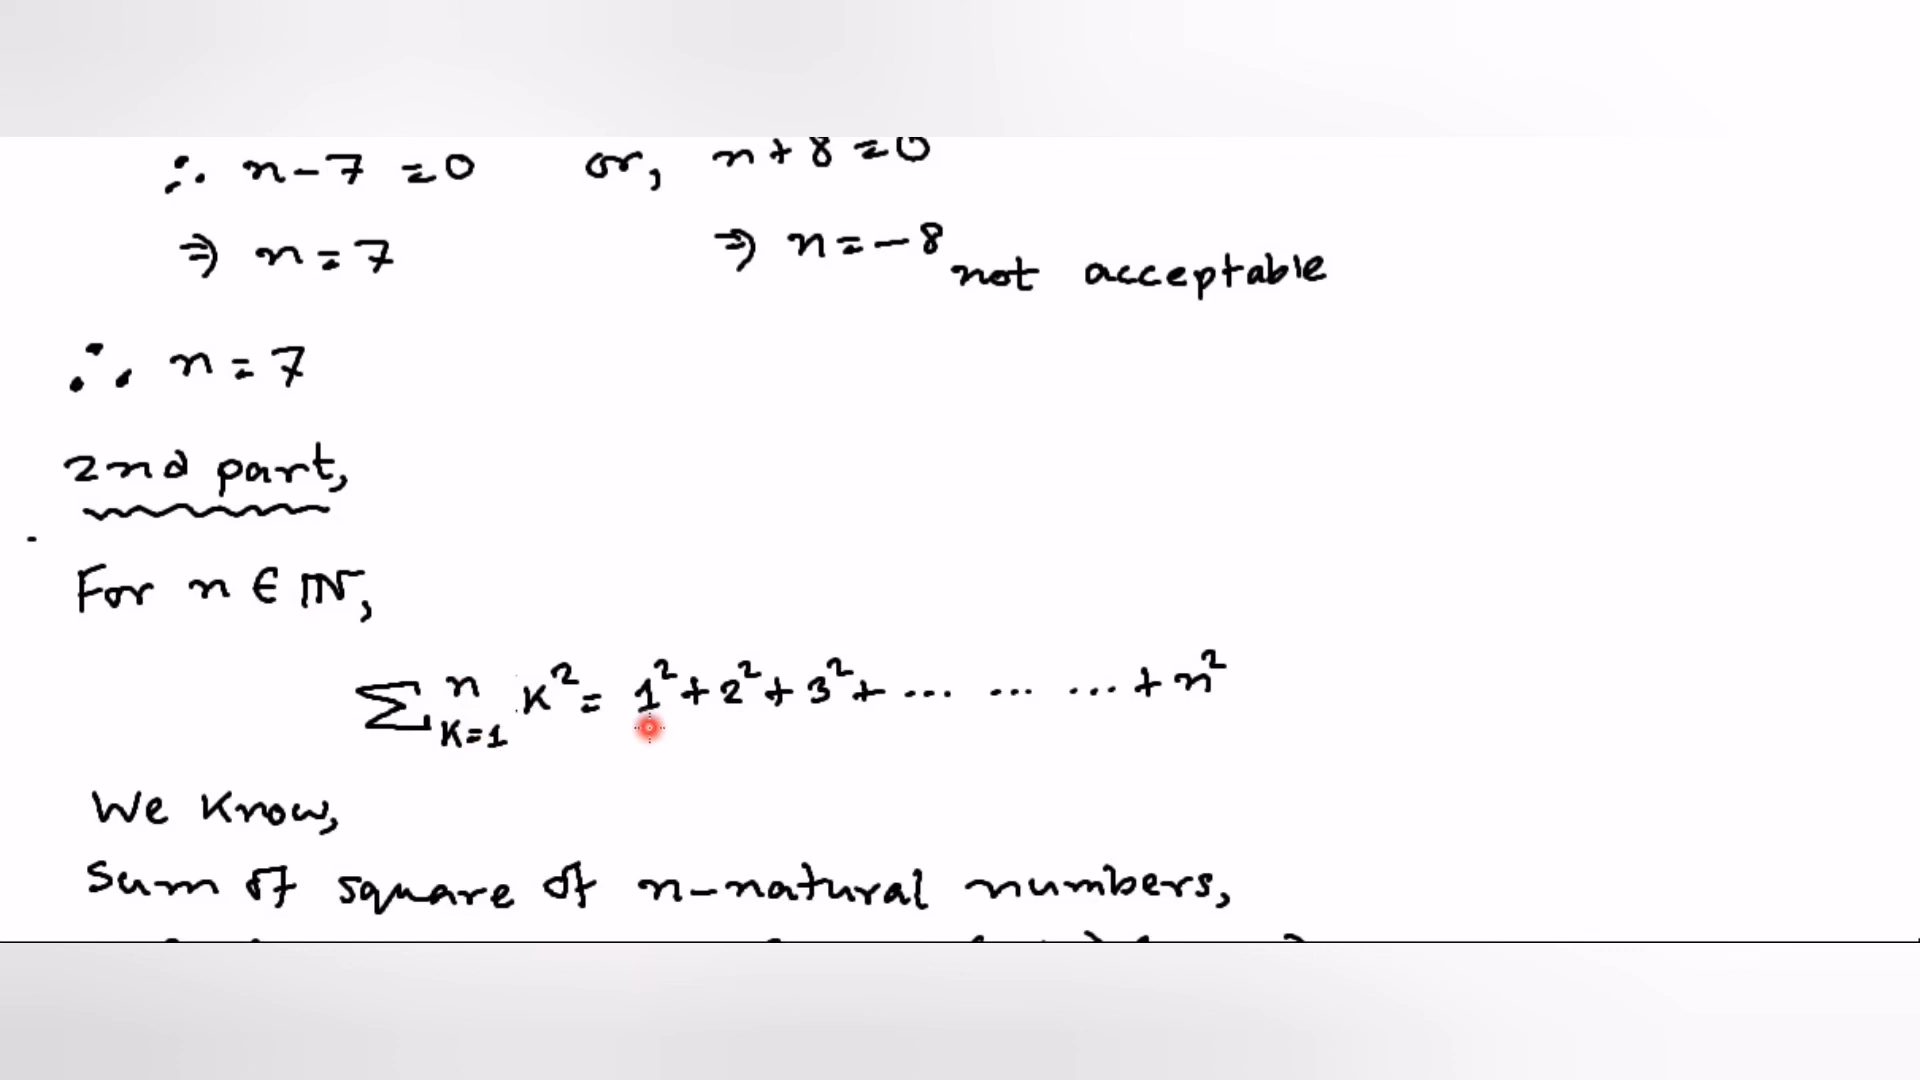 ∴ n-7 =0 or, n+8=0
⇒ n=7 ⇒ n=-8 not acceptable
∴ n=7
2nd part,
For n ∈ ℕ,
∑ₖ₌₁ⁿ K² = 1²+2²+3²+... ... ...+n²
We know,
Sum of square of n-natural numbers,